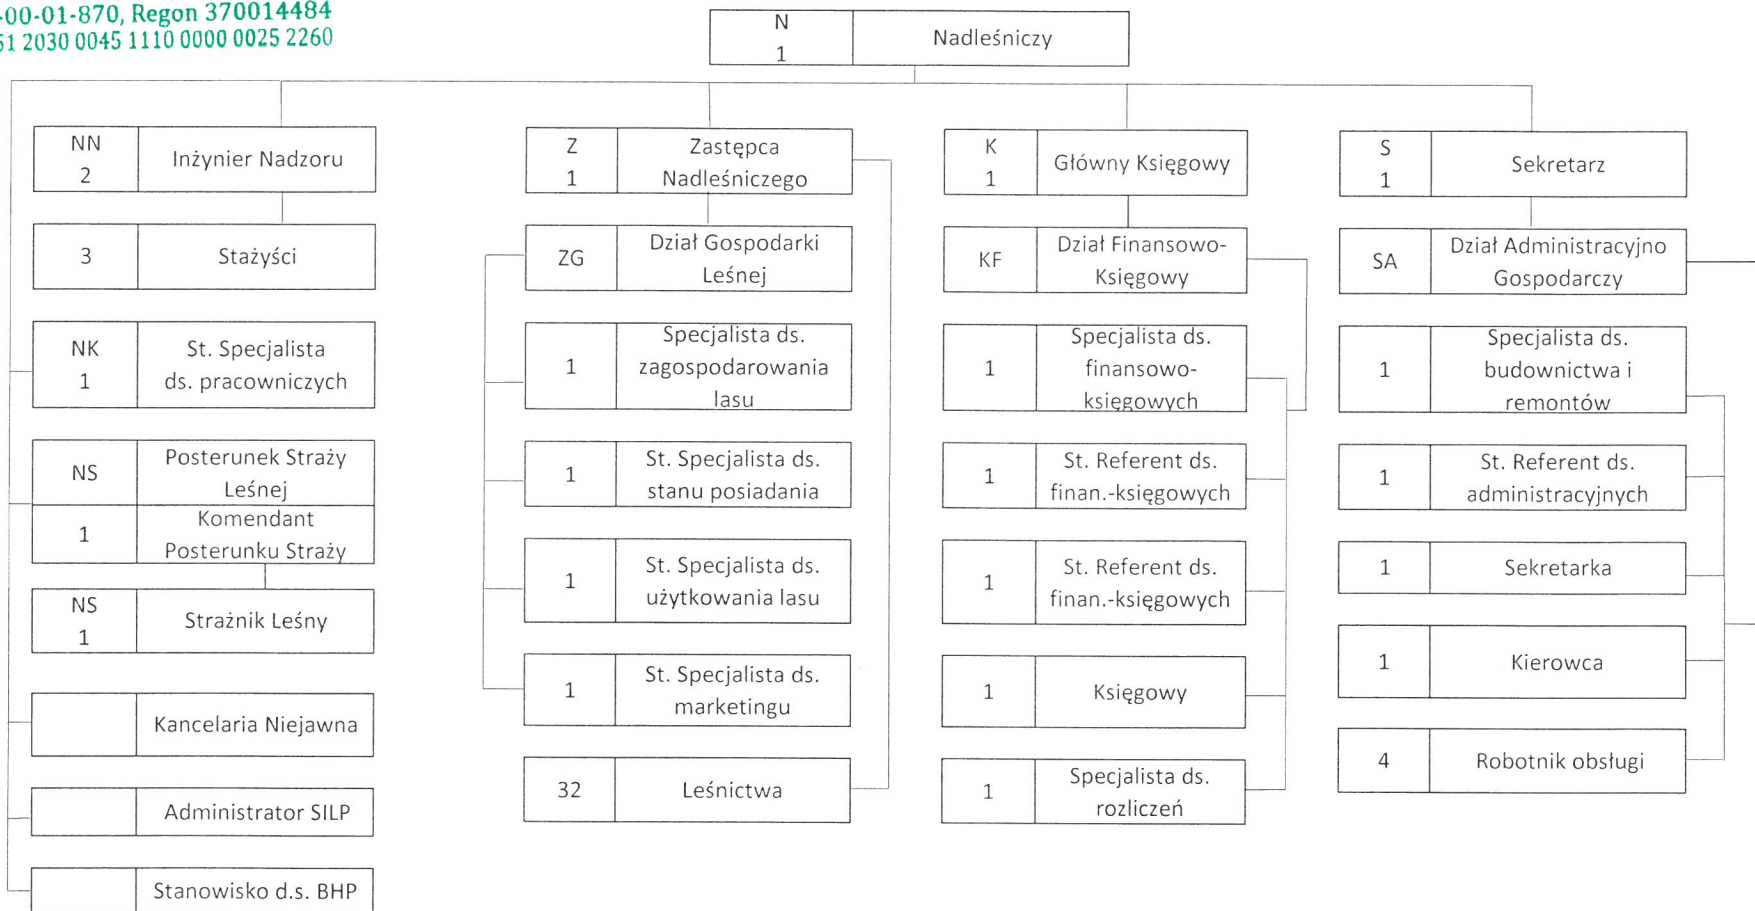 -00-01-870, Regon 370014484
51 2030 0045 1110 0000 0025 2260
N
1
Nadleśniczy
NN
2
Inżynier Nadzoru
3
Stażyści
NK
1
St. Specjalista
ds. pracowniczych
NS
Posterunek Straży
Leśnej
1
Komendant
Posterunku Straży
NS
1
Strażnik Leśny
Kancelaria Niejawna
Administrator SILP
Stanowisko d.s. BHP
Z
1
Zastępca
Nadleśniczego
ZG
Dział Gospodarki
Leśnej
1
Specjalista ds.
zagospodarowania
lasu
1
St. Specjalista ds.
stanu posiadania
1
St. Specjalista ds.
użytkowania lasu
1
St. Specjalista ds.
marketingu
32
Leśnictwa
K
1
Główny Księgowy
KF
Dział Finansowo-
Księgowy
1
Specjalista ds.
finansowo-
księgowych
1
St. Referent ds.
finan.-księgowych
1
St. Referent ds.
finan.-księgowych
1
Księgowy
1
Specjalista ds.
rozliczeń
S
1
Sekretarz
SA
Dział Administracyjno
Gospodarczy
1
Specjalista ds.
budownictwa i
remontów
1
St. Referent ds.
administracyjnych
1
Sekretarka
1
Kierowca
4
Robotnik obsługi